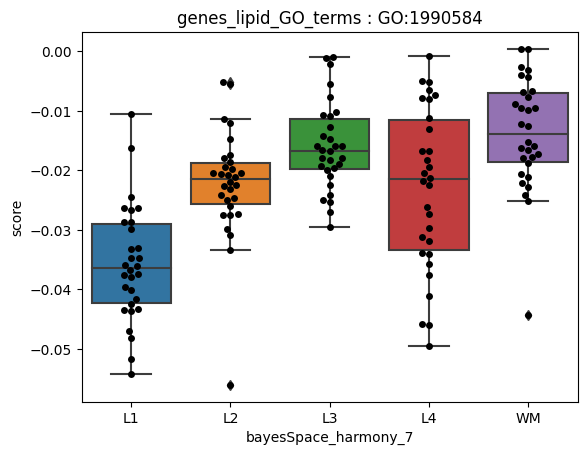 genes_lipid_GO_terms : GO:1990584
0.00
−0.01
−0.02
−0.03
−0.04
−0.05
score
L1 L2 L3 L4 WM
bayesSpace_harmony_7